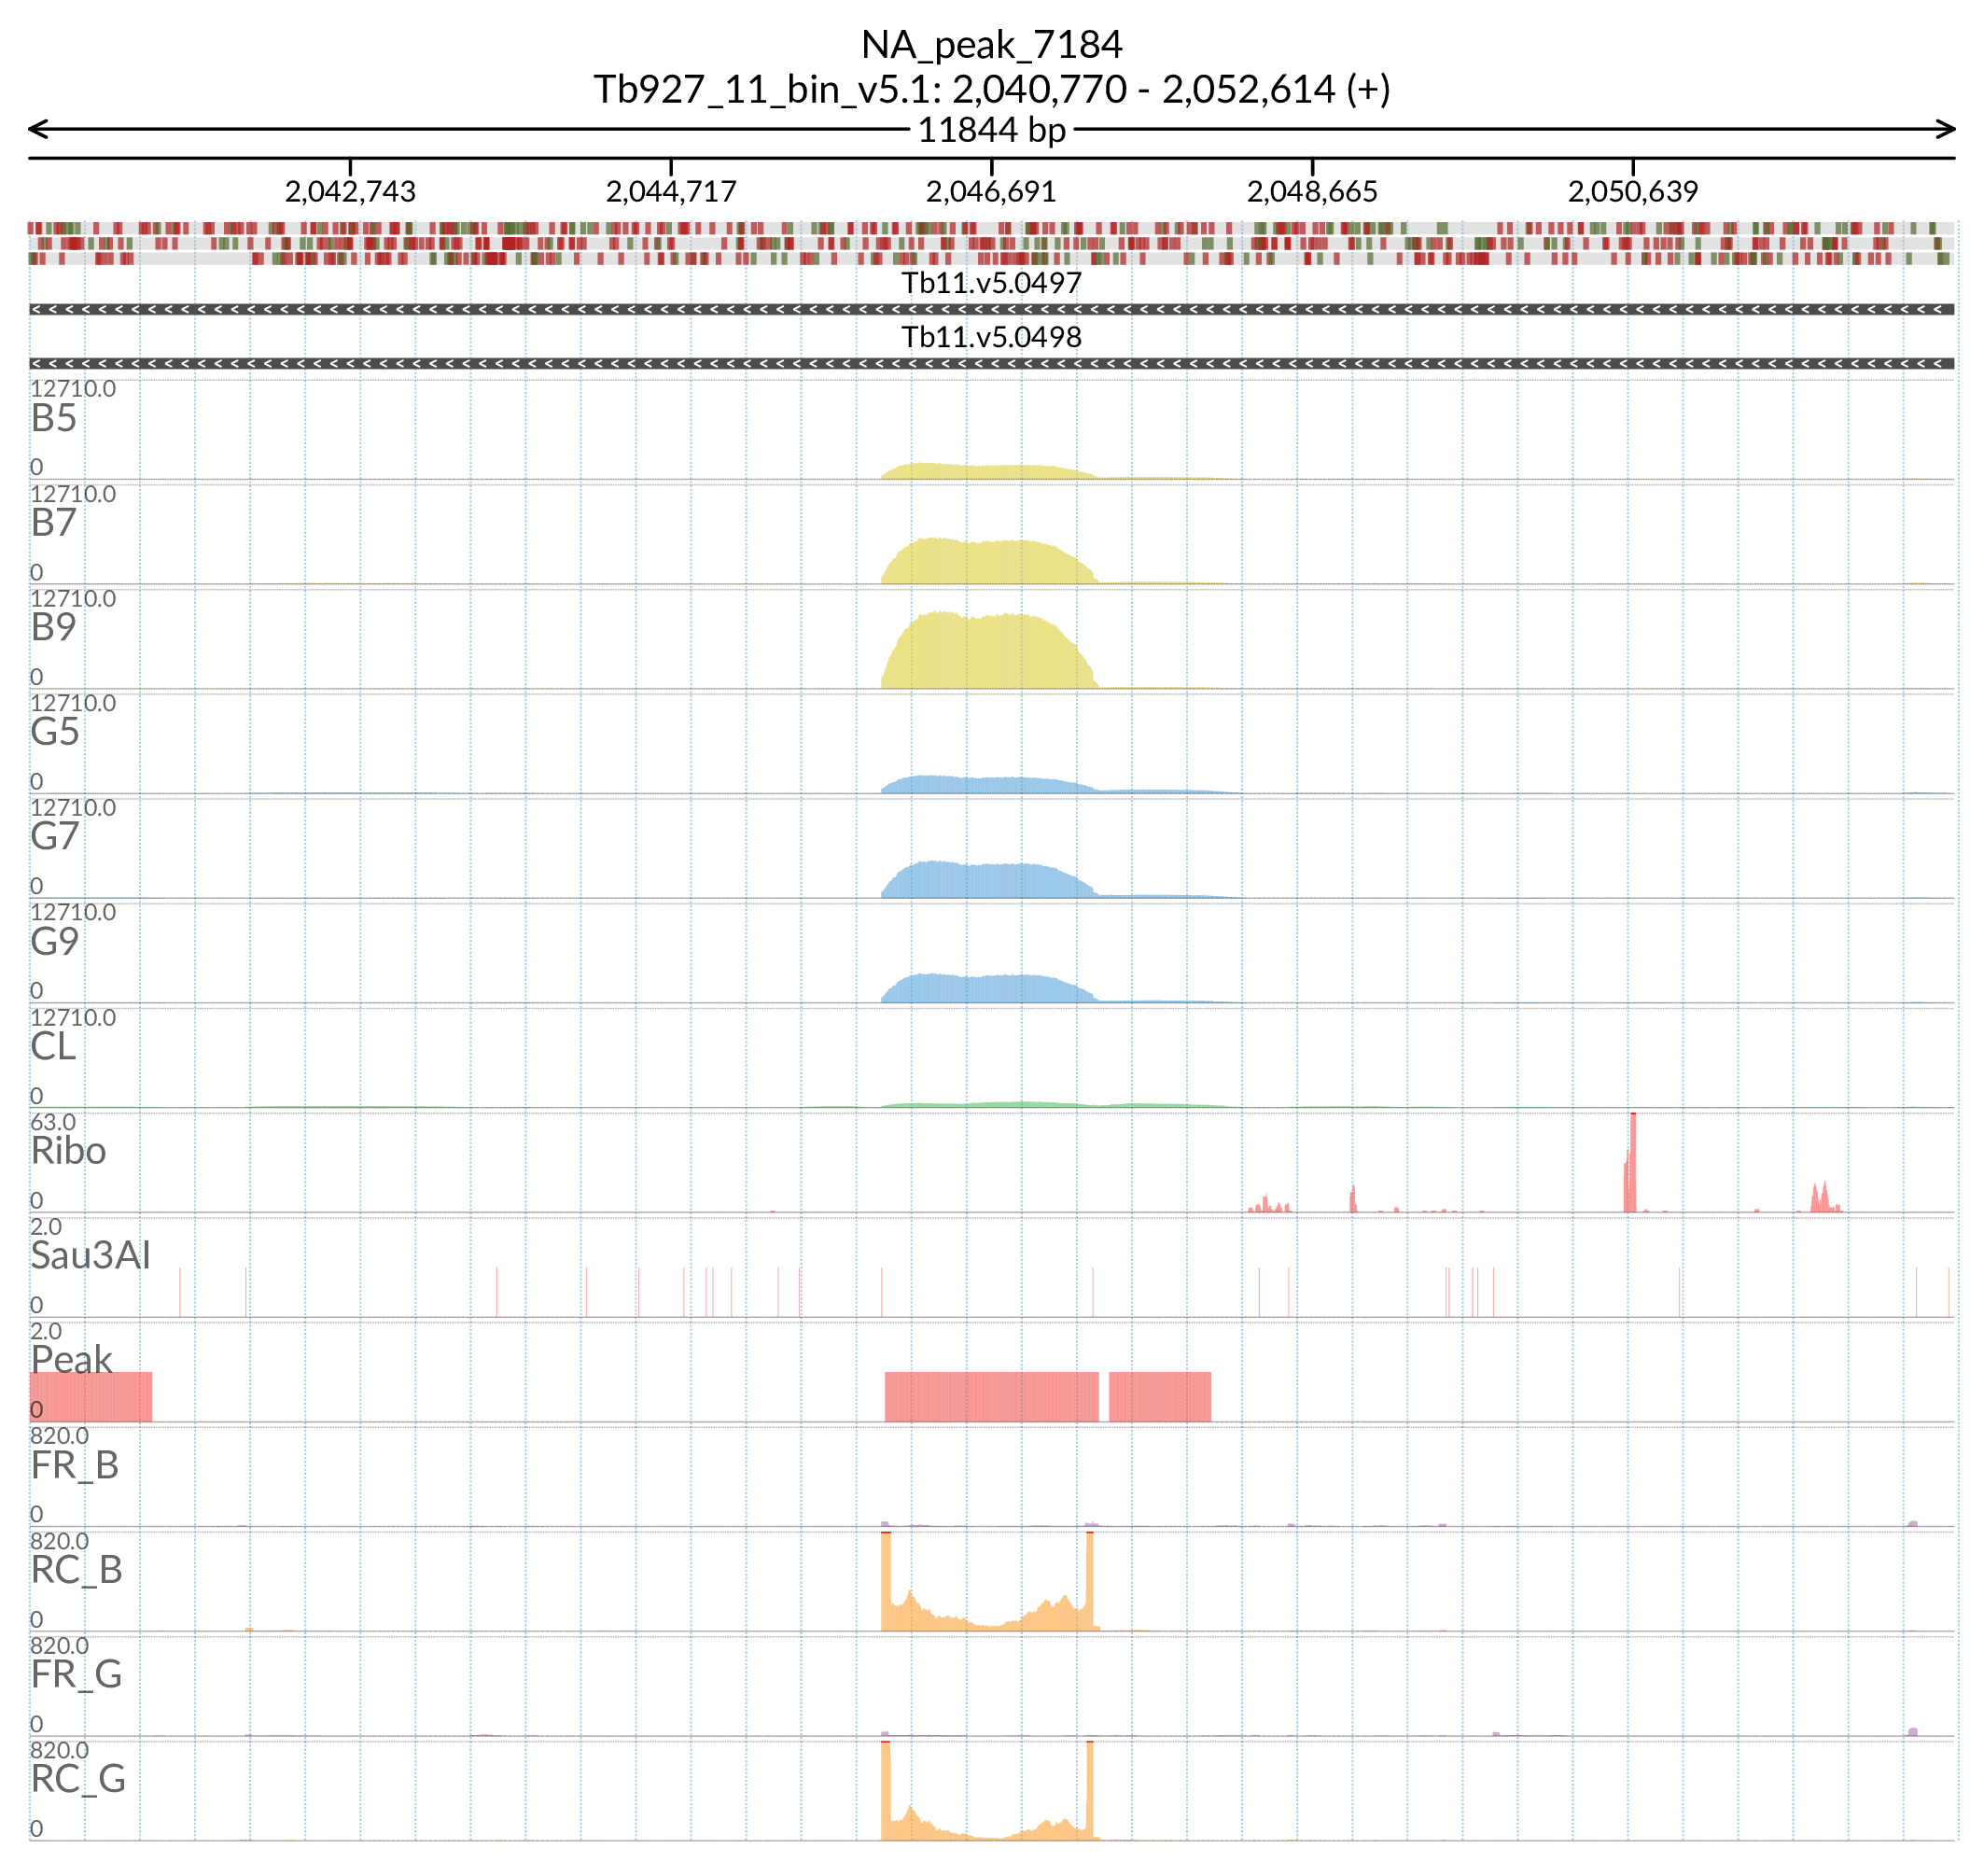 NA_peak_7184
Tb927_11_bin_v5.1: 2,040,770 - 2,052,614 (+)
11844 bp
2,042,743 2,044,717 2,046,691 2,048,665 2,050,639
Tb11.v5.0497
Tb11.v5.0498
12710.0
B5
0
12710.0
B7
0
12710.0
B9
0
12710.0
G5
0
12710.0
G7
0
12710.0
G9
0
12710.0
CL
0
63.0
Ribo
0
2.0
Sau3AI
0
2.0
Peak
0
820.0
FR_B
0
820.0
RC_B
0
820.0
FR_G
0
820.0
RC_G
0